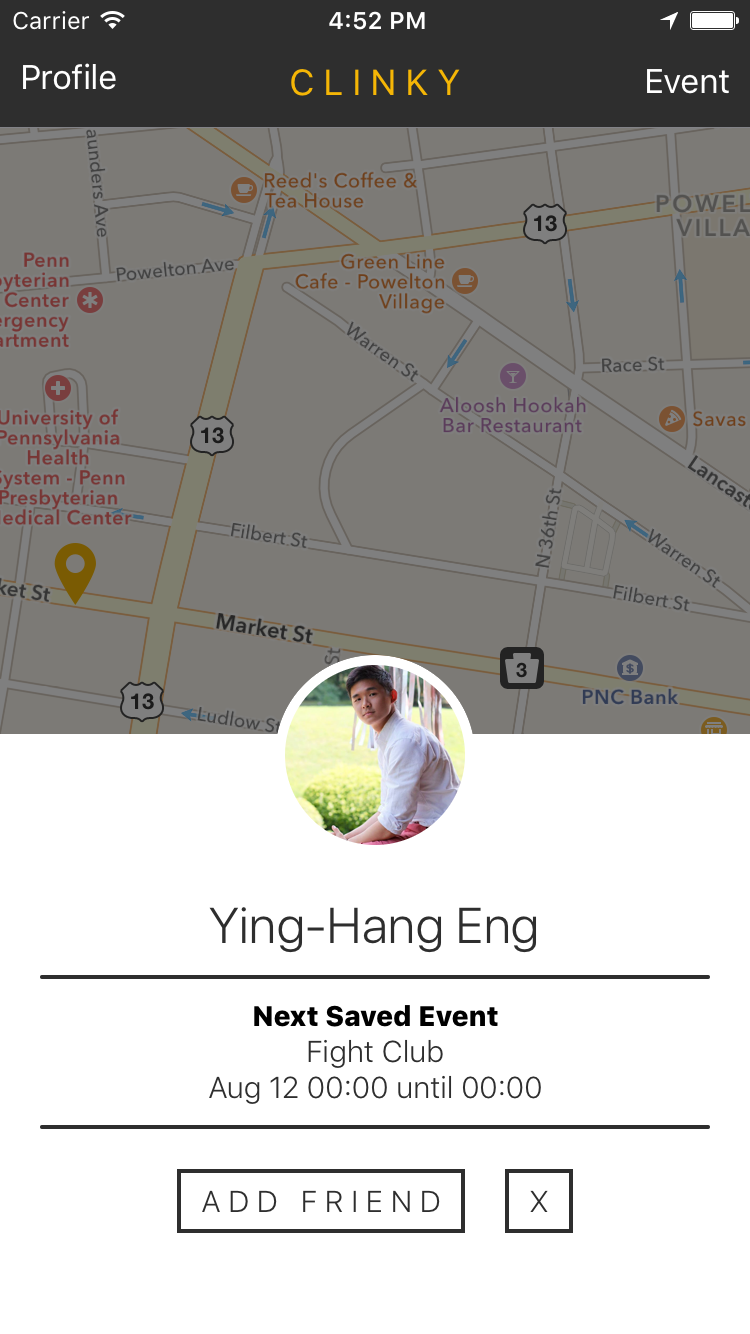 Carrier
4:52 PM
Profile
CLINKY
Event
aunders Ave
Reed's Coffee &
Tea House
13
POWEL
VILLA
Penn
byterian
Center
ergency
artment
Powelton Ave
Green Line
Cafe - Powelton
Village
Warren St
Race St
Aloosh Hookah
Bar Restaurant
Savas
University of
Pennsylvania
Health
System - Penn
Presbyterian
edical Center
13
Lancast
N 36th St
Filbert St
Warren St
ket St
Filbert St
Market St
St
3
PNC Bank
13
Ludlow St
Ying-Hang Eng
Next Saved Event
Fight Club
Aug 12 00:00 until 00:00
ADD FRIEND
X